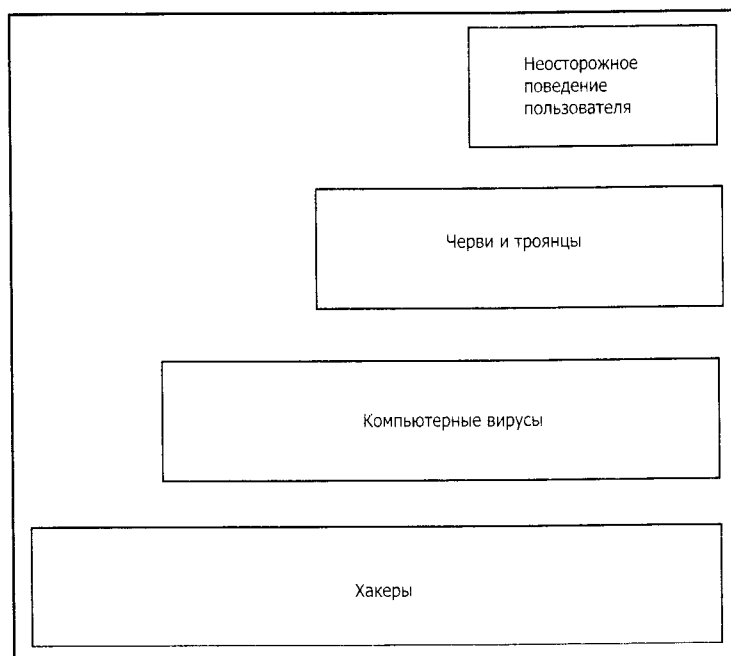 Неосторожное
поведение
пользователя
Черви и троянцы
Компьютерные вирусы
Хакеры